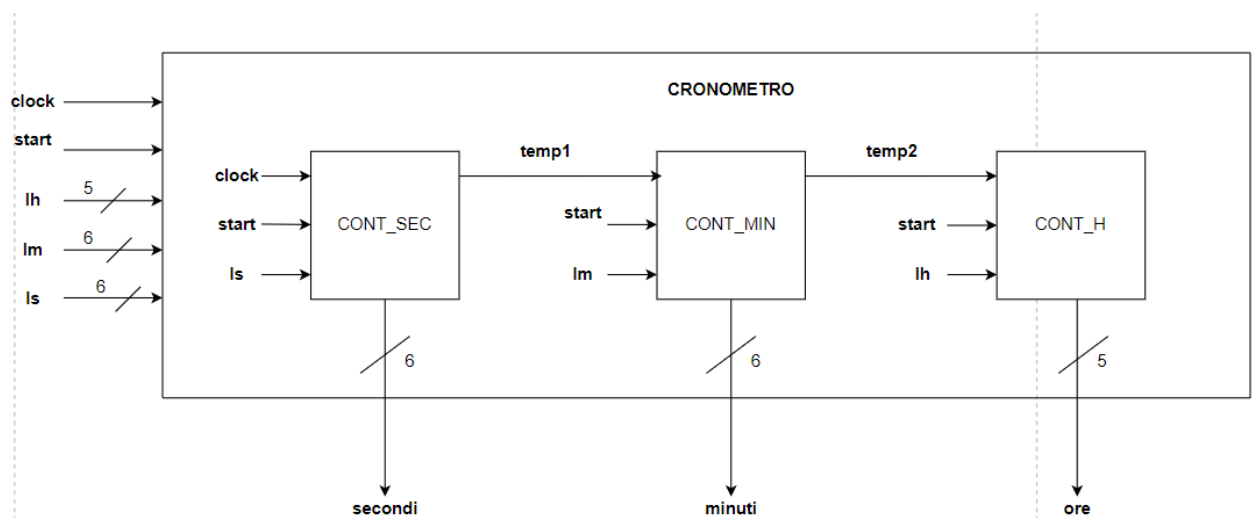 CRONOMETRO
clock
start
5
Ih
6
Im
6
Is
clock
start
Is
CONT_SEC
temp1
start
Im
CONT_MIN
temp2
start
Ih
CONT_H
6
6
5
secondi
minuti
ore